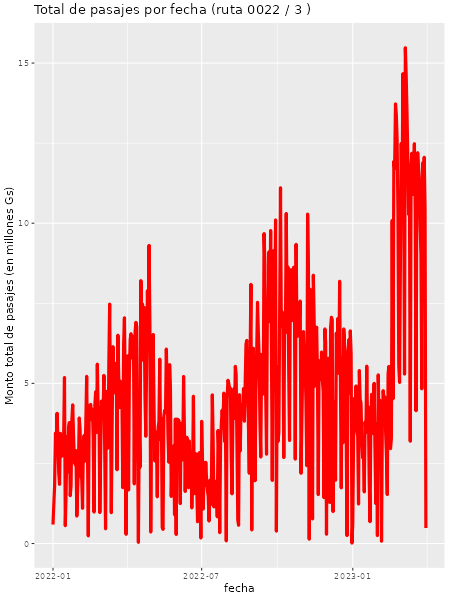 Total de pasajes por fecha (ruta 0022 / 3 )
Monto total de pasajes (en millones Gs)
15
10
5
0
2022-01 2022-07 2023-01
fecha